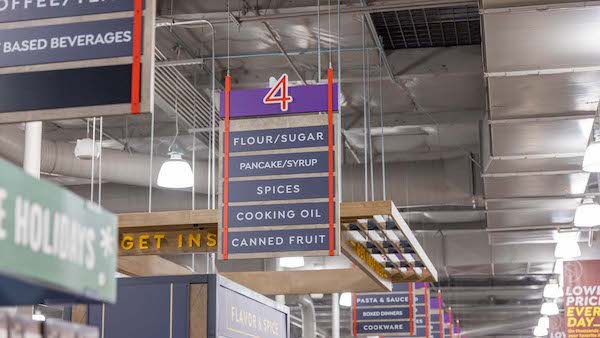 BASED BEVERAGES
4
FLOUR/SUGAR
PANCAKE/SYRUP
SPICES
COOKING OIL
CANNED FRUIT
HOLIDAYS
GET INS
FLAVOR & SPICE
PASTA & SAUCE
BOXED DINNERS
COOKWARE
LOWE
PRICE
EVERY
DAY